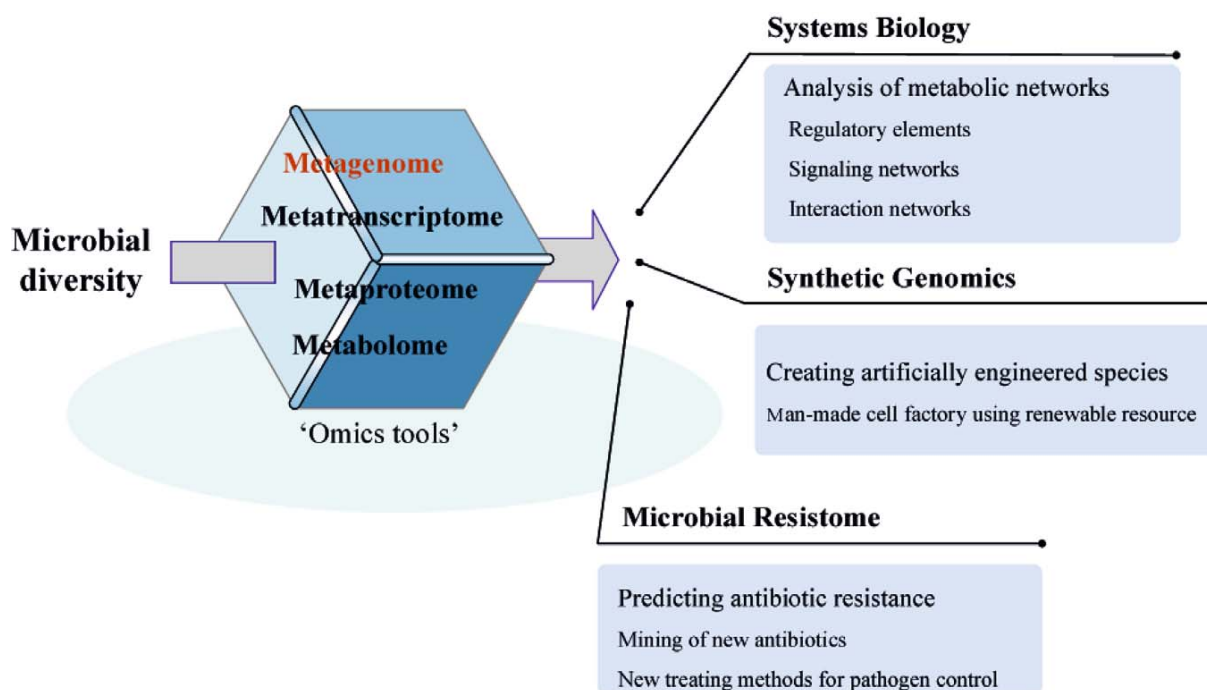 Microbial
diversity
Metagenome
Metatranscriptome
Metaproteome
Metabolome
‘Omics tools’
Systems Biology
Analysis of metabolic networks
Regulatory elements
Signaling networks
Interaction networks
Synthetic Genomics
Creating artificially engineered species
Man-made cell factory using renewable resource
Microbial Resistome
Predicting antibiotic resistance
Mining of new antibiotics
New treating methods for pathogen control